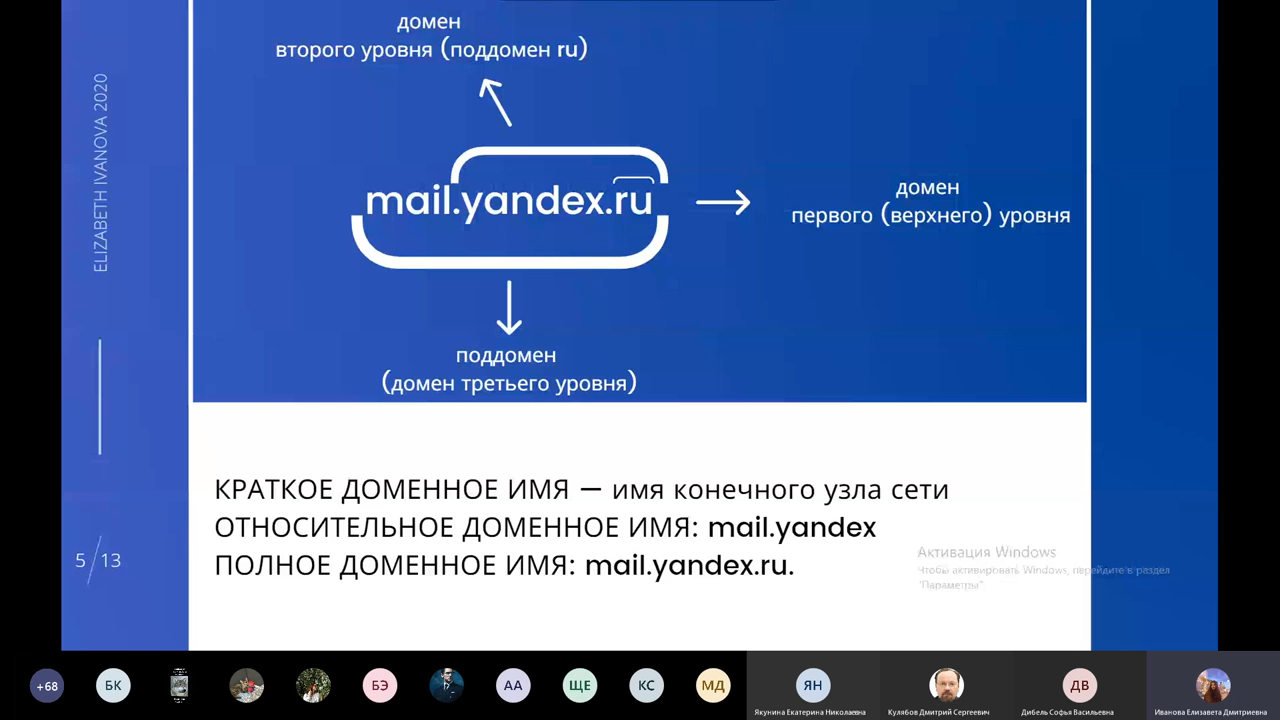 домен
второго уровня (поддомен ru)
ELIZABETH IVANOVA 2020
mail.yandex.ru
домен
первого (верхнего) уровня
поддомен
(домен третьего уровня)
КРАТКОЕ ДОМЕННОЕ ИМЯ — имя конечного узла сети
ОТНОСИТЕЛЬНОЕ ДОМЕННОЕ ИМЯ: mail.yandex
ПОЛНОЕ ДОМЕННОЕ ИМЯ: mail.yandex.ru.
5/13
Активация Windows
Чтобы активировать Windows, перейдите в раздел
"Параметры".
+68
БК
БЭ
АА
ЩЕ
КС
МД
ЯН
ДВ
Якунина Екатерина Николаевна
Кулябов Дмитрий Сергеевич
Дибель Софья Васильевна
Иванова Елизавета Дмитриевна